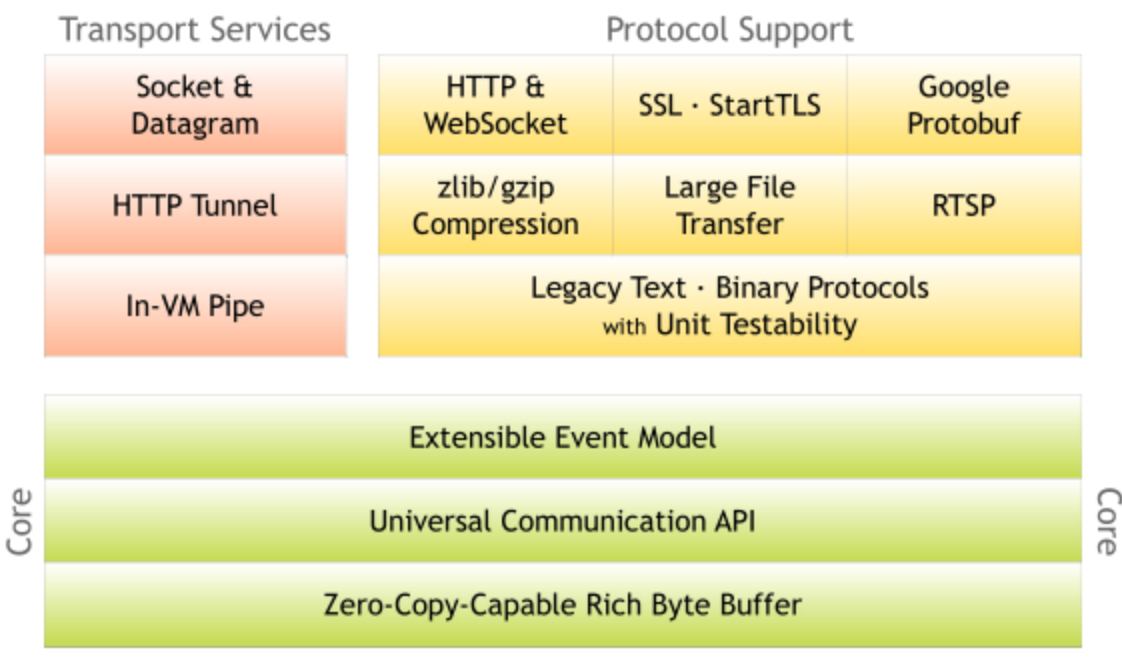 Transport Services
Socket &
Datagram
HTTP Tunnel
In-VM Pipe
Protocol Support
HTTP &
WebSocket
SSL · StartTLS
Google
Protobuf
zlib/gzip
Compression
Large File
Transfer
RTSP
Legacy Text · Binary Protocols
with Unit Testability
Core
Extensible Event Model
Universal Communication API
Zero-Copy-Capable Rich Byte Buffer
Core